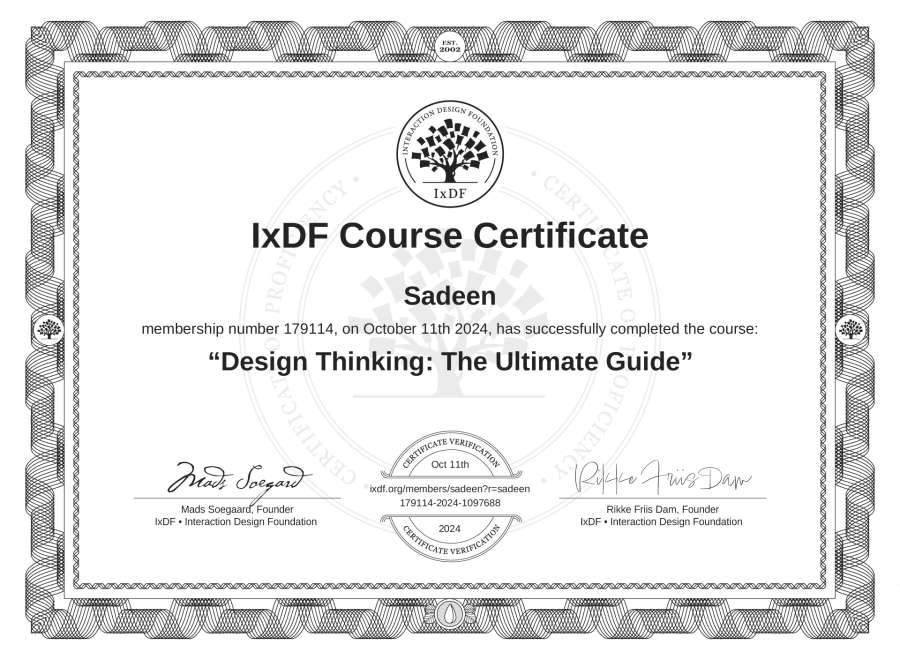 EST.
2002
INTERACTION DESIGN FOUNDATION
IxDF
CERTIFICATE OF PROFICIENCY
CERTIFICATE OF PROFICIENCY
IxDF Course Certificate
Sadeen
membership number 179114, on October 11th 2024, has successfully completed the course:
“Design Thinking: The Ultimate Guide”
Mads Soegaard
Mads Soegaard, Founder
IxDF • Interaction Design Foundation
CERTIFICATE VERIFICATION
Oct 11th
ixdf.org/members/sadeen?r=sadeen
179114-2024-1097688
2024
CERTIFICATE VERIFICATION
Rikke Friis Dam
Rikke Friis Dam, Founder
IxDF • Interaction Design Foundation